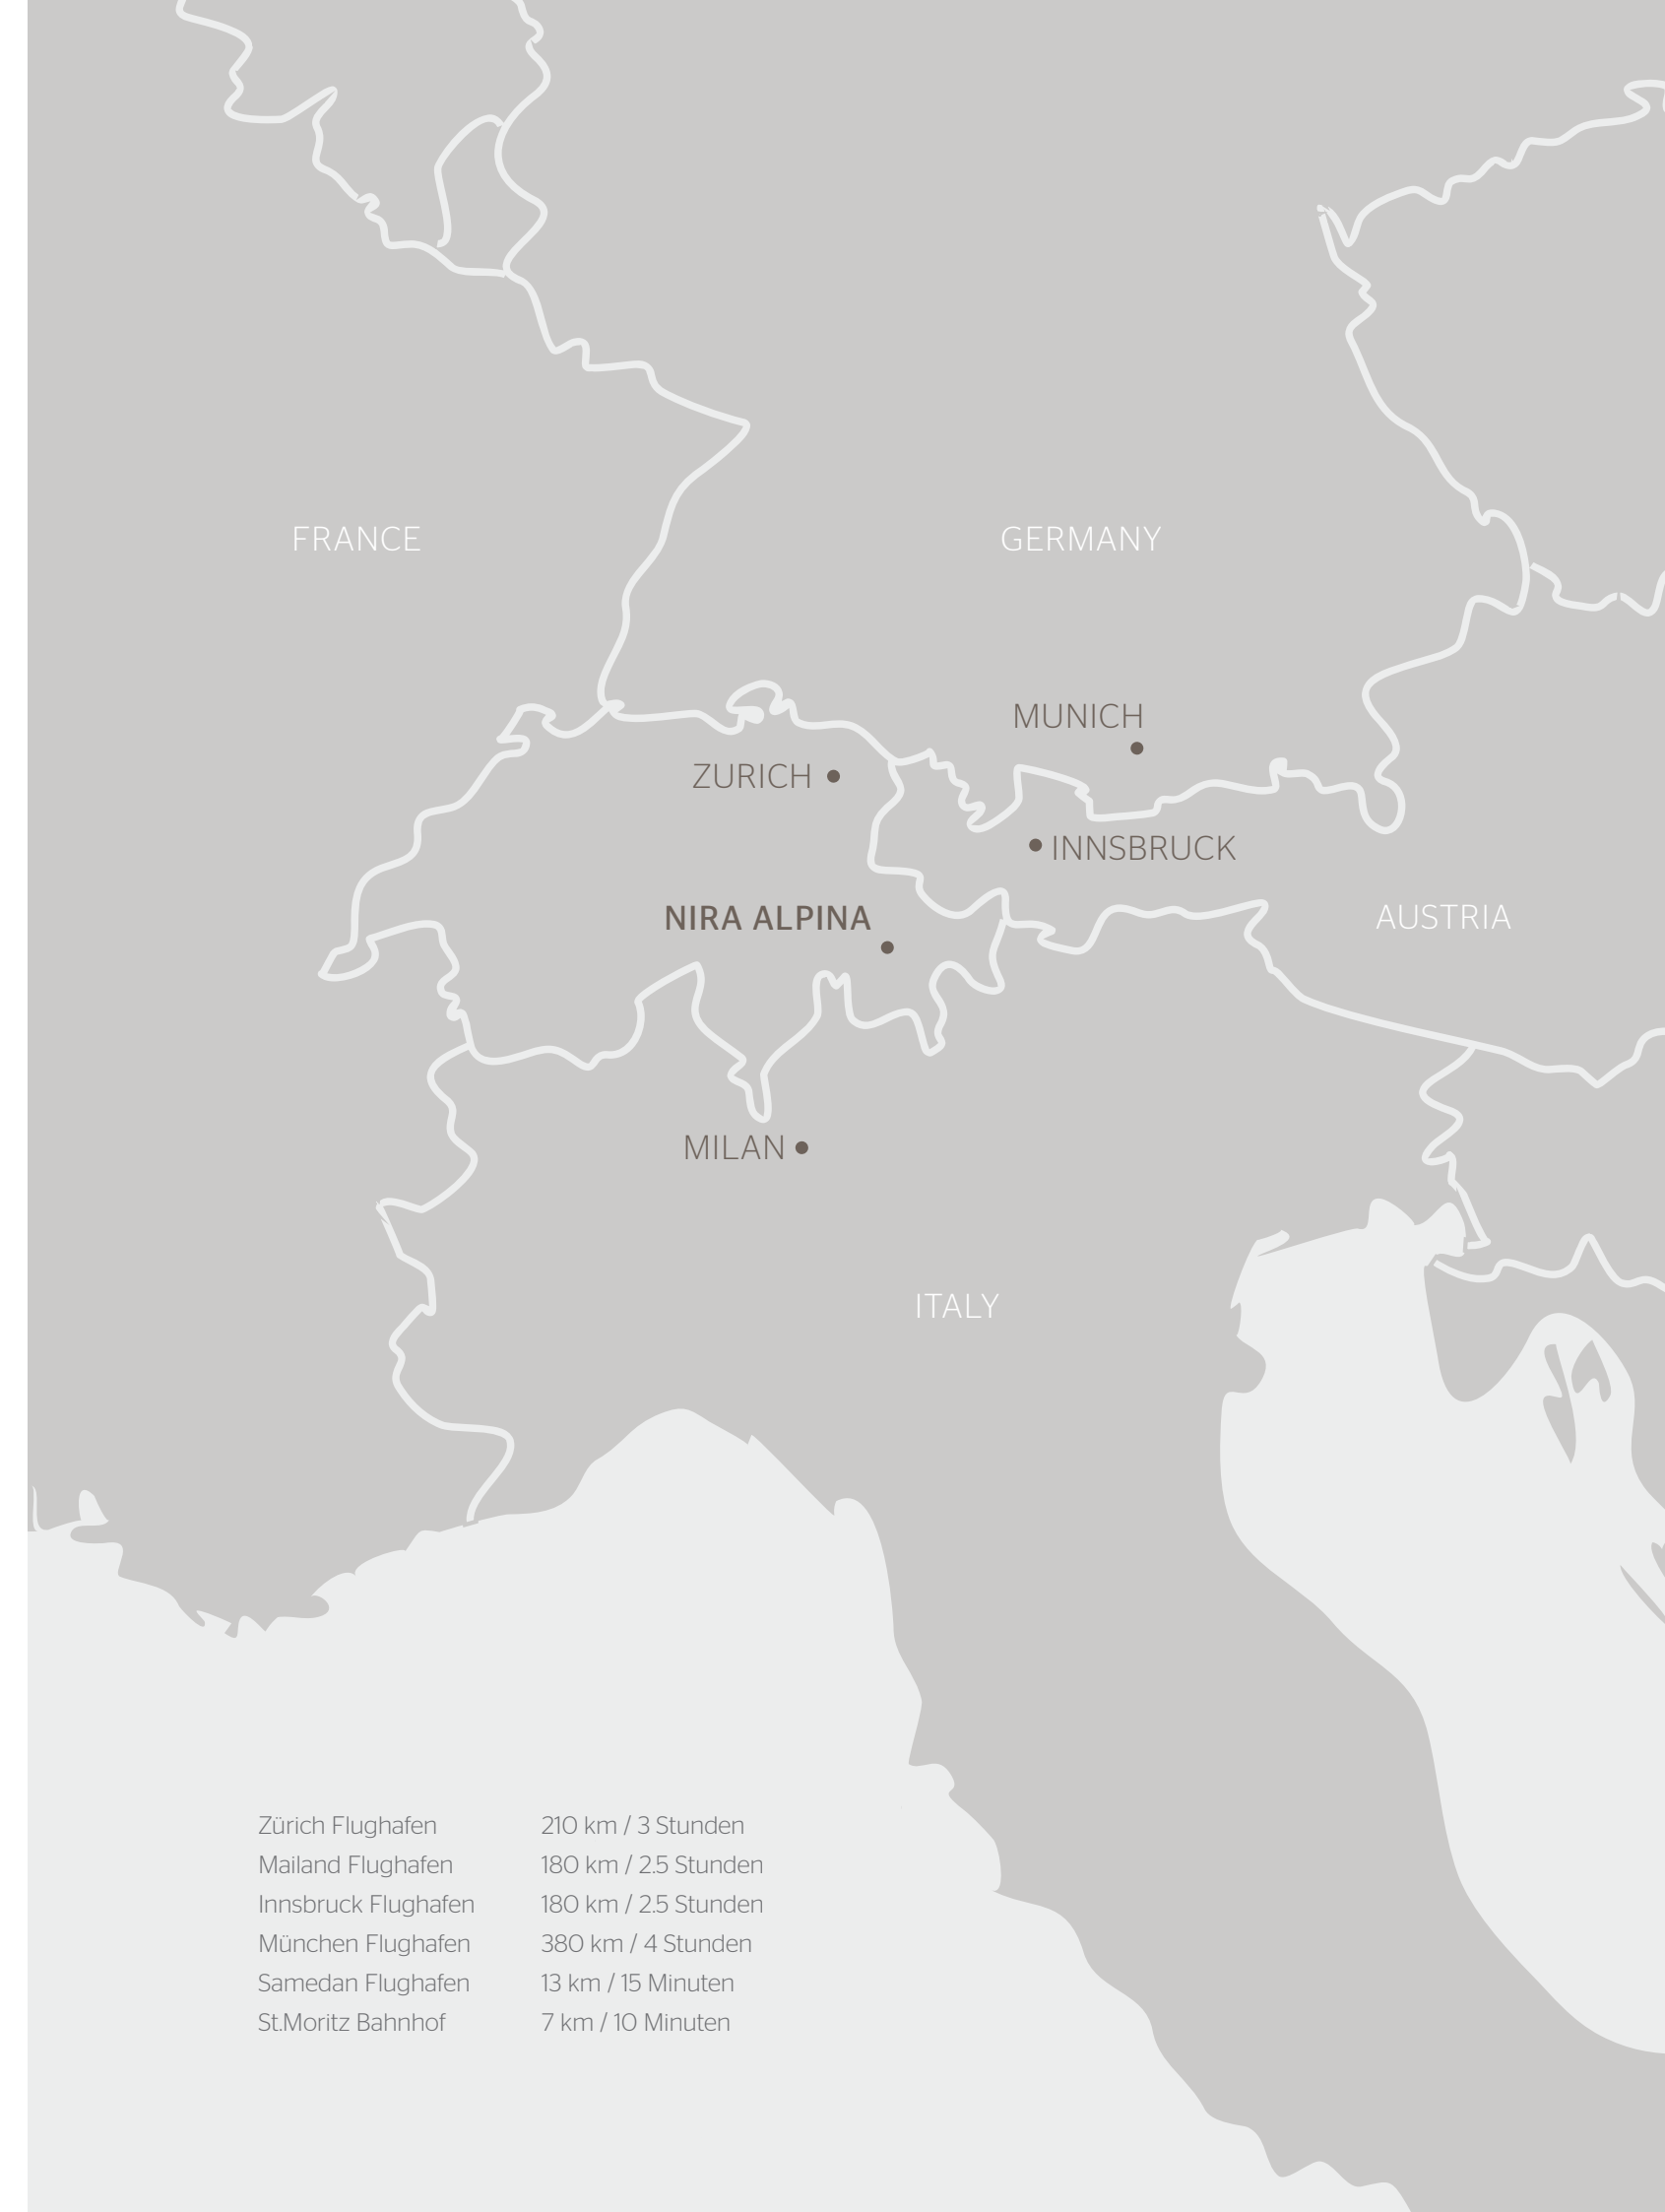 FRANCE
GERMANY
MUNICH
ZURICH
INNSBRUCK
NIRA ALPINA
AUSTRIA
MILAN
ITALY
Zürich Flughafen 210 km / 3 Stunden
Mailand Flughafen 180 km / 2.5 Stunden
Innsbruck Flughafen 180 km / 2.5 Stunden
München Flughafen 380 km / 4 Stunden
Samedan Flughafen 13 km / 15 Minuten
St.Moritz Bahnhof 7 km / 10 Minuten